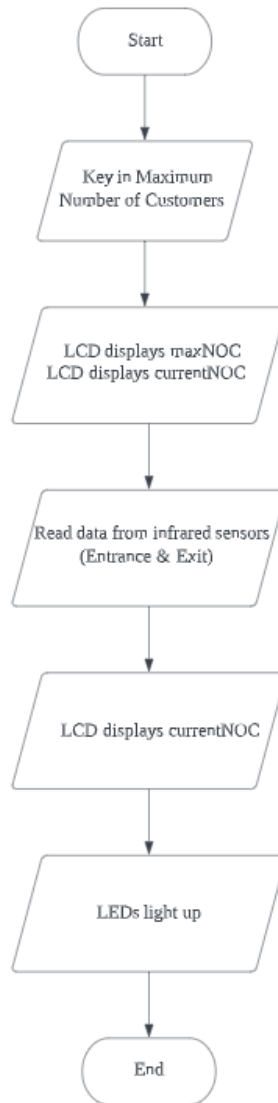 Start
Key in Maximum
Number of Customers
LCD displays maxNOC
LCD displays currentNOC
Read data from infrared sensors
(Entrance & Exit)
LCD displays currentNOC
LEDs light up
End